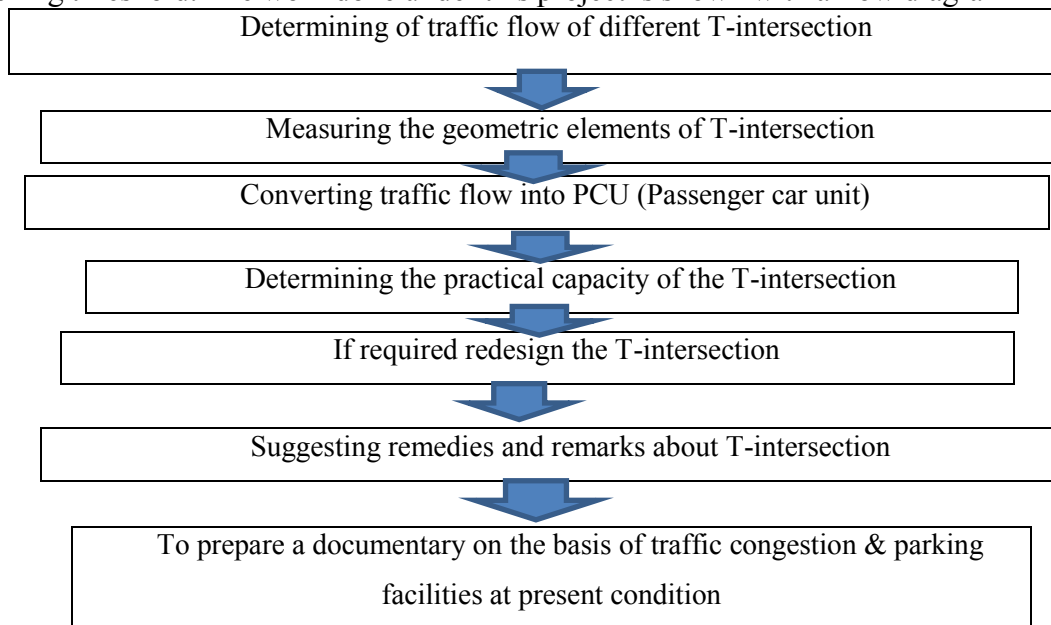 Determining of traffic flow of different T-intersection
Measuring the geometric elements of T-intersection
Converting traffic flow into PCU (Passenger car unit)
Determining the practical capacity of the T-intersection
If required redesign the T-intersection
Suggesting remedies and remarks about T-intersection
To prepare a documentary on the basis of traffic congestion & parking
facilities at present condition